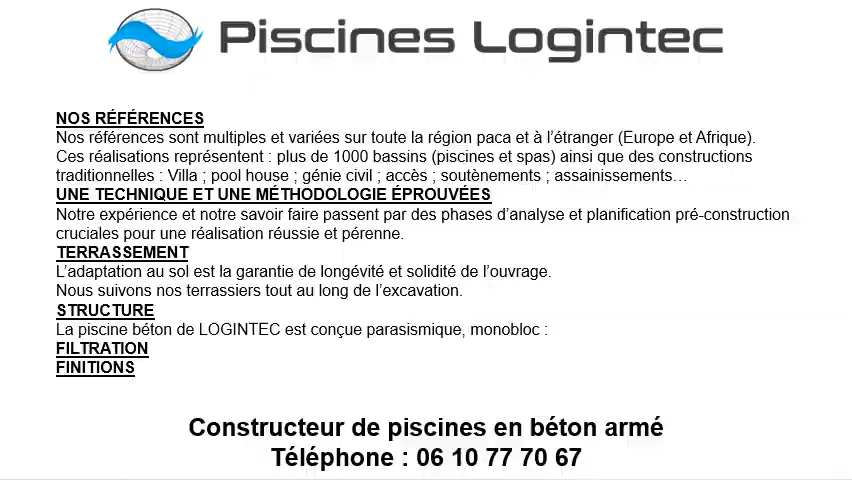 Piscines Logintec
NOS RÉFÉRENCES
Nos références sont multiples et variées sur toute la région paca et à l’étranger (Europe et Afrique).
Ces réalisations représentent : plus de 1000 bassins (piscines et spas) ainsi que des constructions
traditionnelles : Villa ; pool house ; génie civil ; accès ; soutènements ; assainissements…
UNE TECHNIQUE ET UNE MÉTHODOLOGIE ÉPROUVÉES
Notre expérience et notre savoir faire passent par des phases d’analyse et planification pré-construction
cruciales pour une réalisation réussie et pérenne.
TERRASSEMENT
L’adaptation au sol est la garantie de longévité et solidité de l’ouvrage.
Nous suivons nos terrassiers tout au long de l’excavation.
STRUCTURE
La piscine béton de LOGINTEC est conçue parasismique, monobloc :
FILTRATION
FINITIONS
Constructeur de piscines en béton armé
Téléphone : 06 10 77 70 67